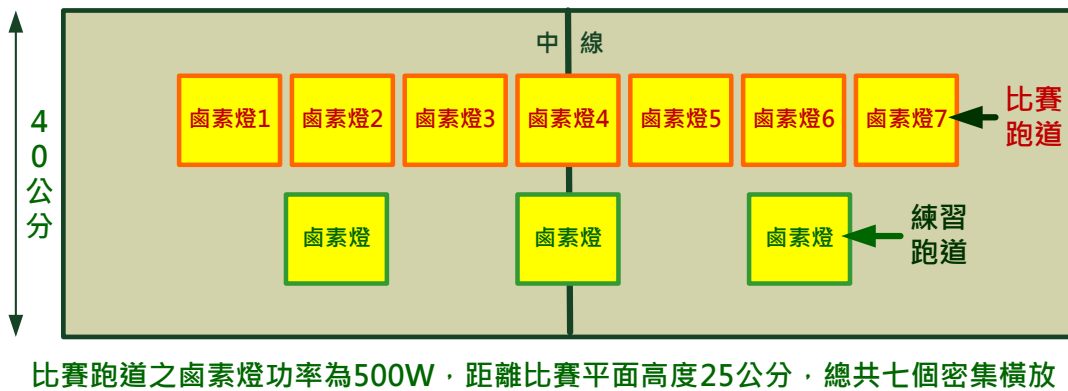 中 線
鹵素燈1 鹵素燈2 鹵素燈3 鹵素燈4 鹵素燈5 鹵素燈6 鹵素燈7
比賽
跑道
40公分
鹵素燈 鹵素燈 鹵素燈
練習
跑道
比賽跑道之鹵素燈功率為500W，距離比賽平面高度25公分，總共七個密集橫放